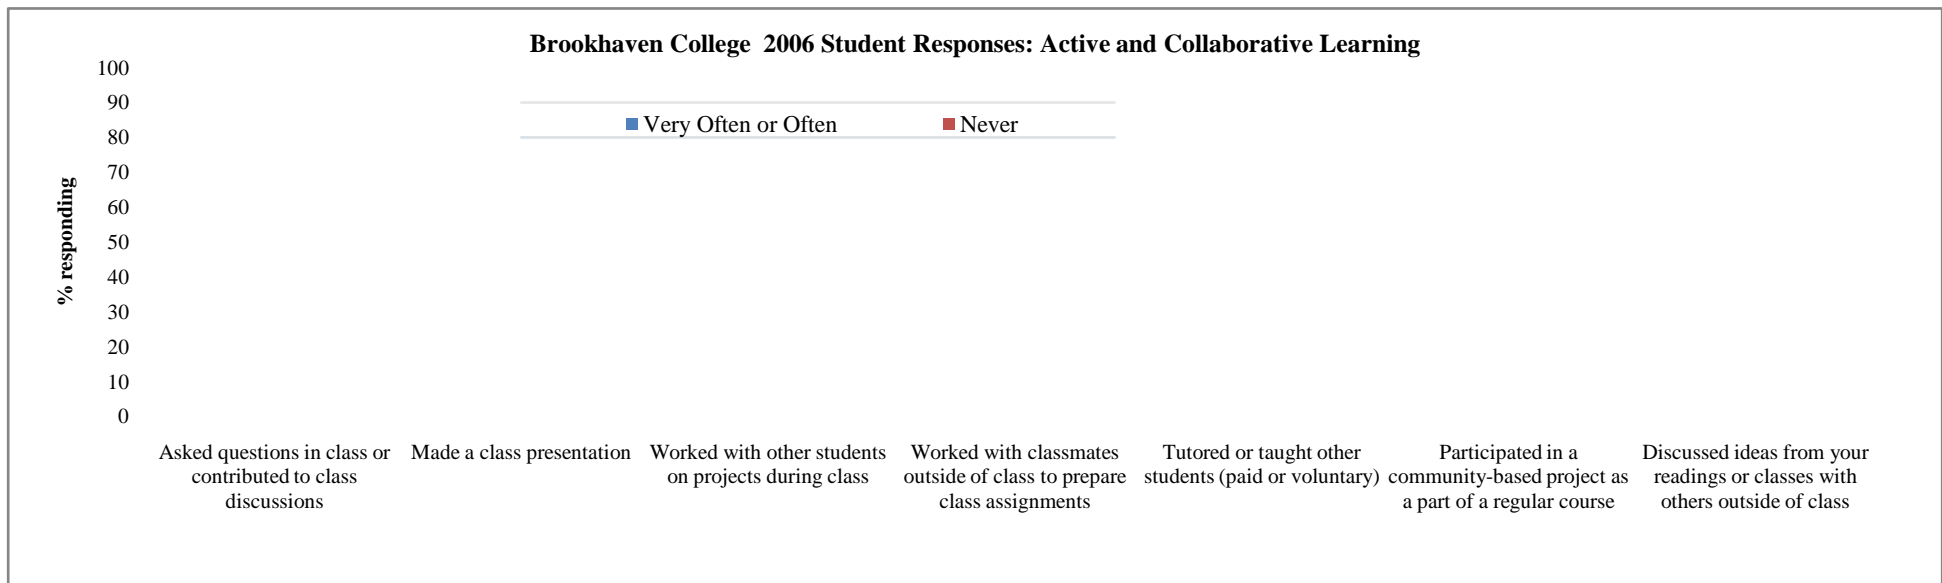 Brookhaven College  2006 Student Responses: Active and Collaborative Learning
100
90
80
70
60
50
40
30
20
10
0
% responding
Very Often or Often
Never
Asked questions in class or
contributed to class
discussions
Made a class presentation
Worked with other students
on projects during class
Worked with classmates
outside of class to prepare
class assignments
Tutored or taught other
students (paid or voluntary)
Participated in a
community-based project as
a part of a regular course
Discussed ideas from your
readings or classes with
others outside of class